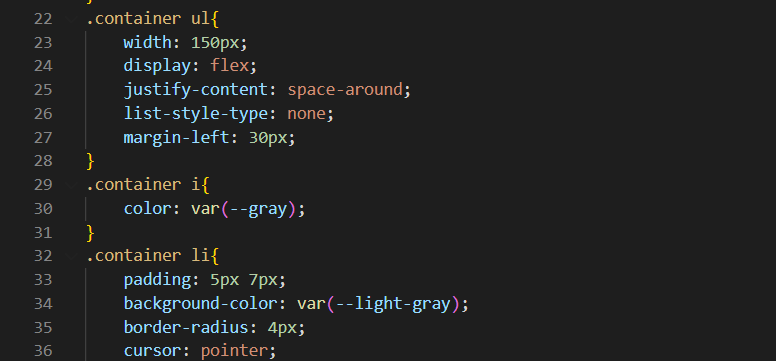 22 .container ul{
23 width: 150px;
24 display: flex;
25 justify-content: space-around;
26 list-style-type: none;
27 margin-left: 30px;
28 }
29 .container i{
30 color: var(--gray);
31 }
32 .container li{
33 padding: 5px 7px;
34 background-color: var(--light-gray);
35 border-radius: 4px;
36 cursor: pointer;